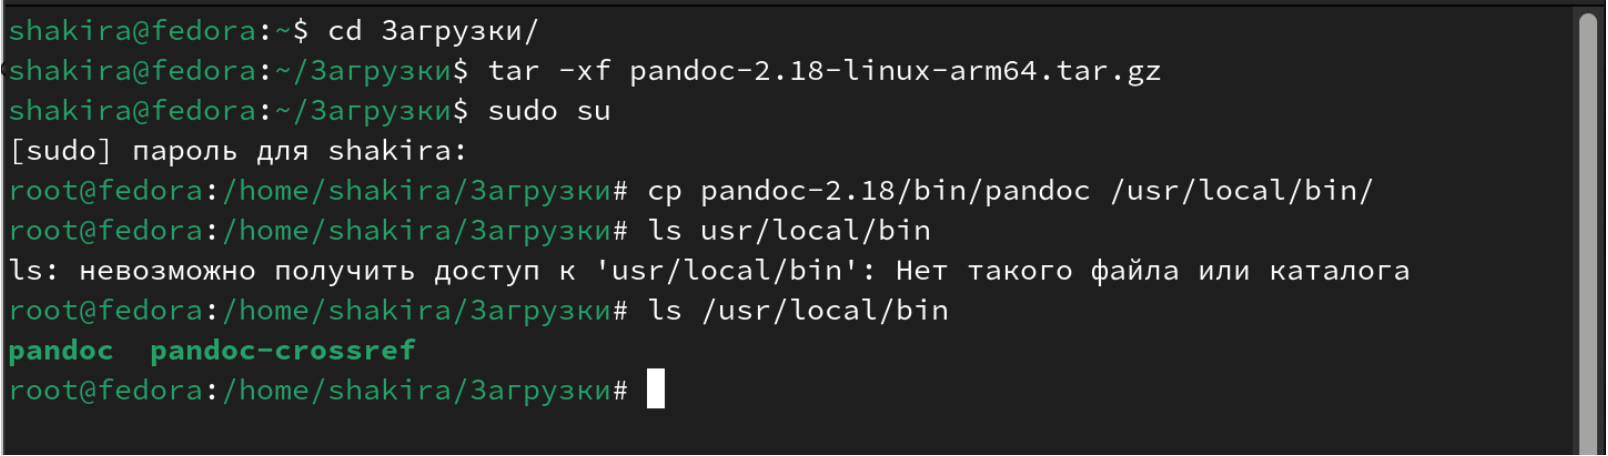 shakira@fedora:~$ cd Загрузки/
shakira@fedora:~/Загрузки$ tar -xf pandoc-2.18-linux-arm64.tar.gz
shakira@fedora:~/Загрузки$ sudo su
[sudo] пароль для shakira:
root@fedora:/home/shakira/Загрузки# cp pandoc-2.18/bin/pandoc /usr/local/bin/
root@fedora:/home/shakira/Загрузки# ls usr/local/bin
ls: невозможно получить доступ к 'usr/local/bin': Нет такого файла или каталога
root@fedora:/home/shakira/Загрузки# ls /usr/local/bin
pandoc  pandoc-crossref
root@fedora:/home/shakira/Загрузки#